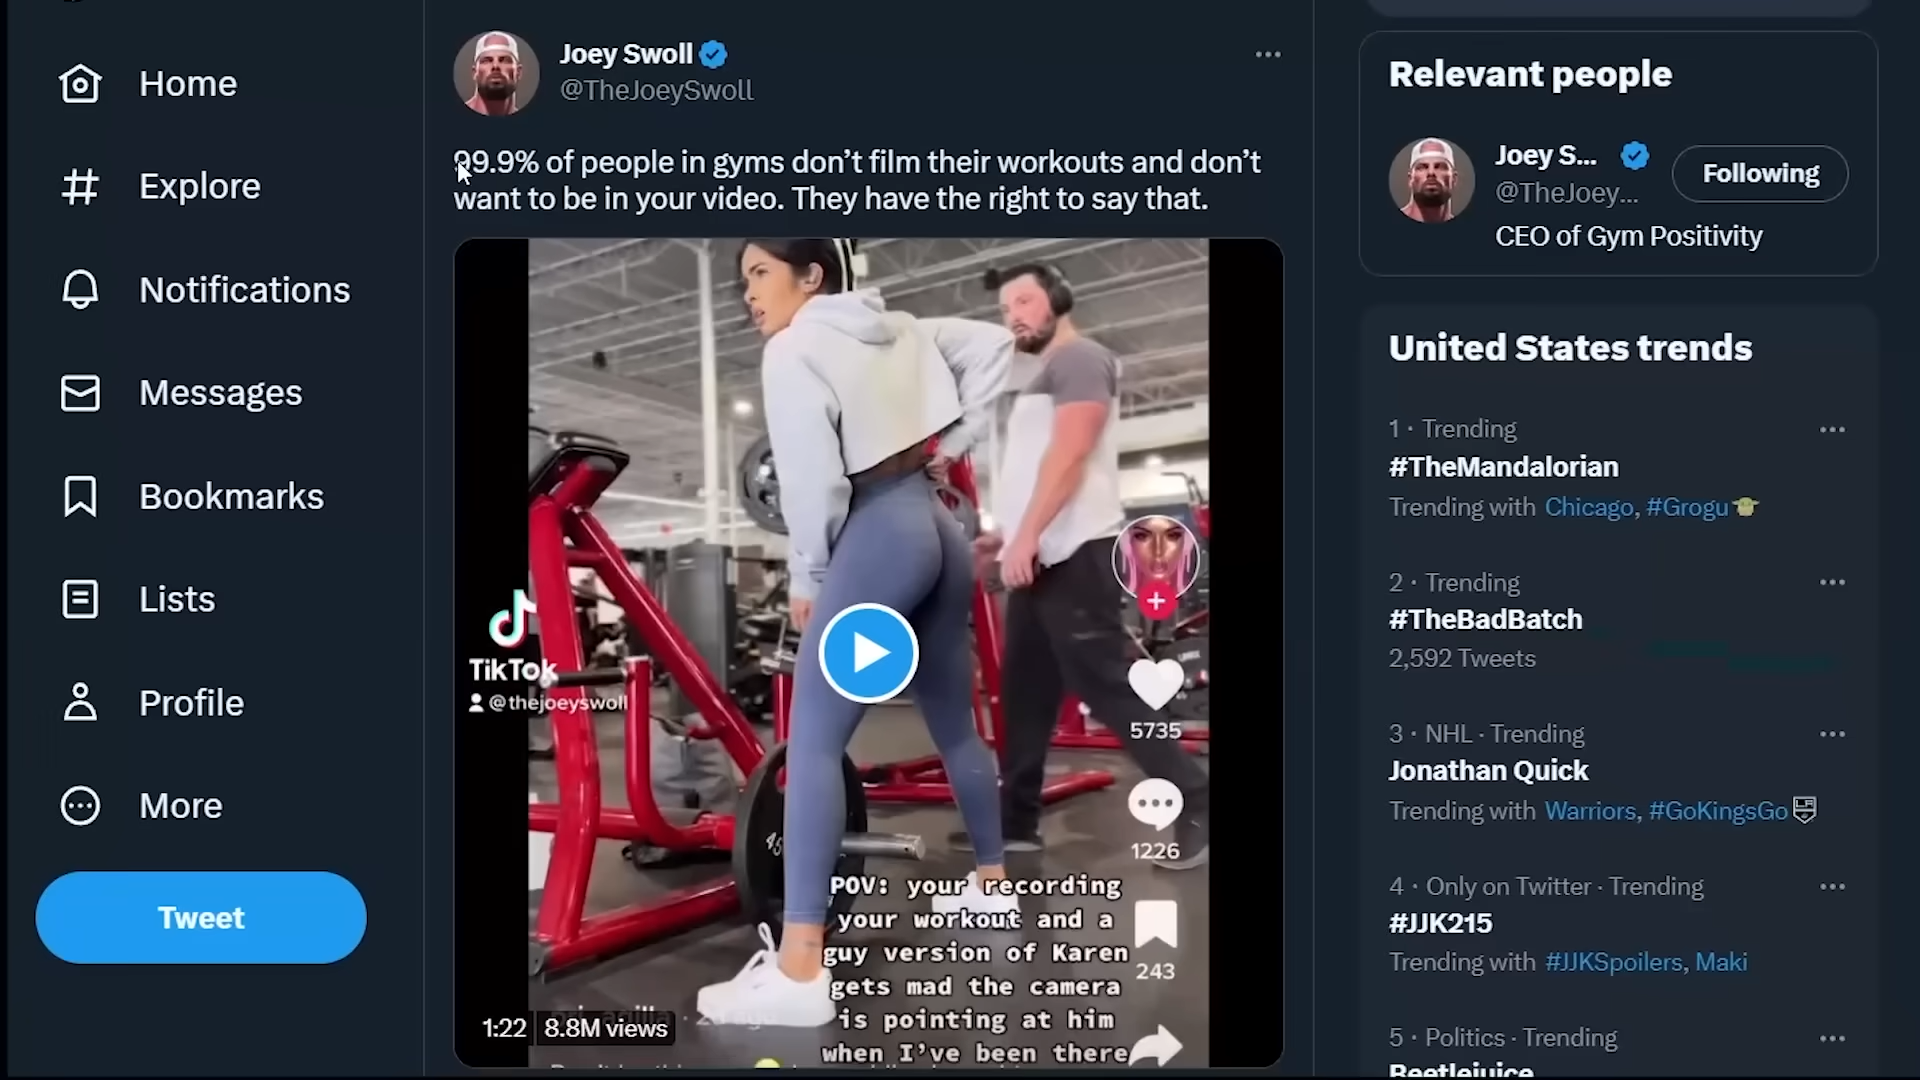 Home
Explore
Notifications
Messages
Bookmarks
Lists
Profile
More
Tweet
Joey Swoll
@TheJoeySwoll
99.9% of people in gyms don’t film their workouts and don’t
want to be in your video. They have the right to say that.
TikTok
@thejoeyswoll
45
5735
1226
243
POV: your recording
your workout and a
guy version of Karen
gets mad the camera
is pointing at him
when I’ve been there
1:22
8.8M views
Relevant people
Joey S...
@TheJoey...
Following
CEO of Gym Positivity
United States trends
1 · Trending
#TheMandalorian
Trending with Chicago, #Grogu
2 · Trending
#TheBadBatch
2,592 Tweets
3 · NHL · Trending
Jonathan Quick
Trending with Warriors, #GoKingsGo
4 · Only on Twitter · Trending
#JJK215
Trending with #JJKSpoilers, Maki
5 · Politics · Trending
Beetlejuice